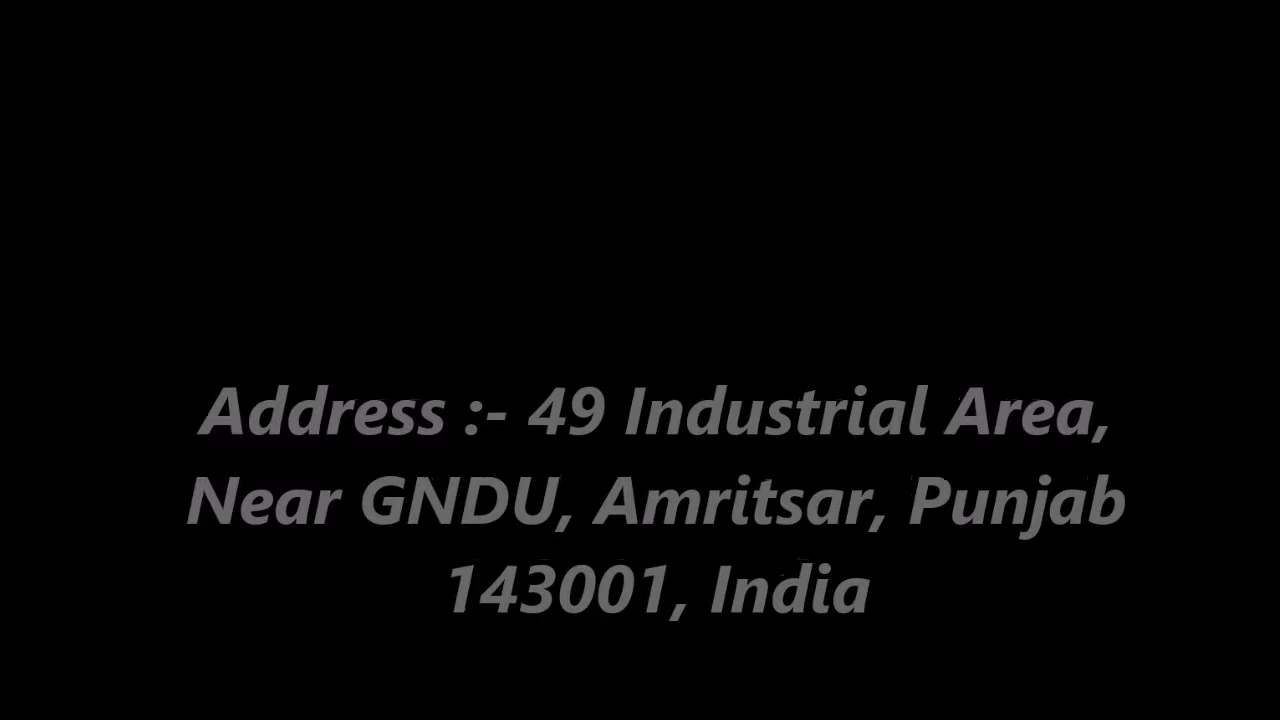 Address :- 49 Industrial Area,
Near GNDU, Amritsar, Punjab
143001, India